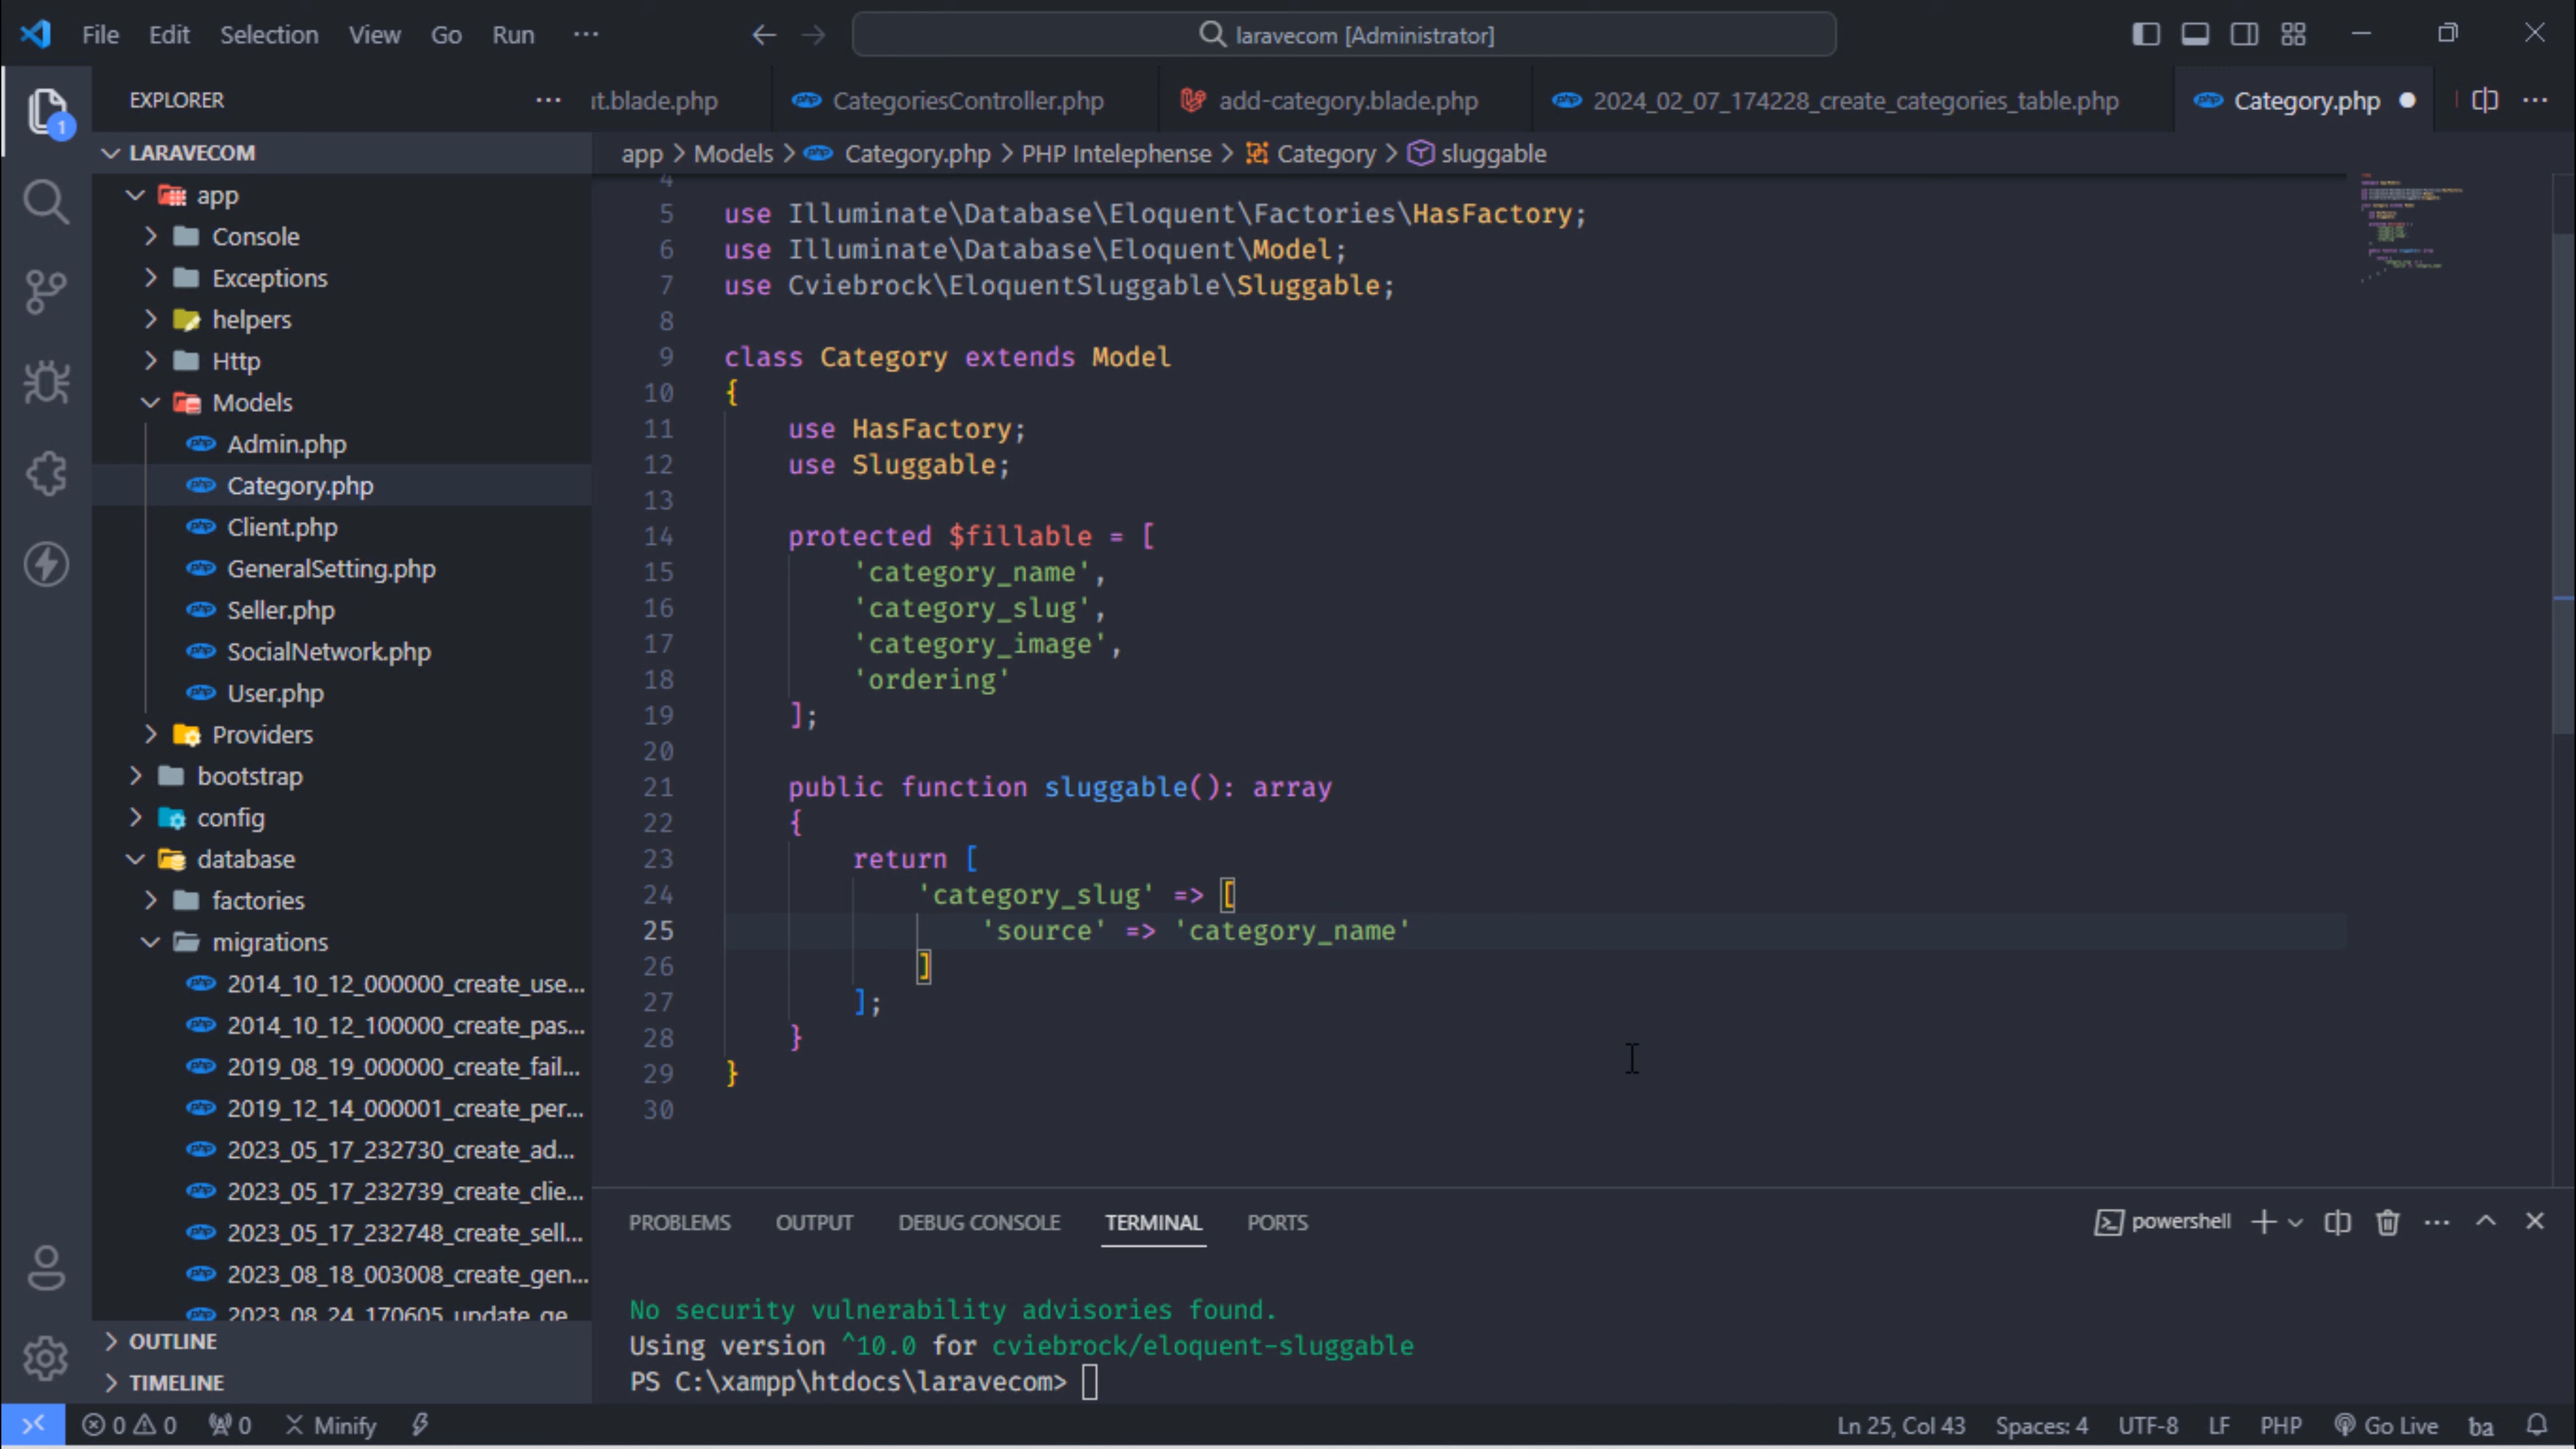 File Edit Selection View Go Run ···
laravecom [Administrator]
EXPLORER
1
LARAVECOM
app
Console
Exceptions
helpers
Http
Models
Admin.php
Category.php
Client.php
GeneralSetting.php
Seller.php
SocialNetwork.php
User.php
Providers
bootstrap
config
database
factories
migrations
2014_10_12_000000_create_use...
2014_10_12_100000_create_pas...
2019_08_19_000000_create_fail...
2019_12_14_000001_create_per...
2023_05_17_232730_create_ad...
2023_05_17_232739_create_clie...
2023_05_17_232748_create_sell...
2023_08_18_003008_create_gen...
2023_08_24_170605_update_ge
OUTLINE
TIMELINE
ıt.blade.php CategoriesController.php add-category.blade.php 2024_02_07_174228_create_categories_table.php Category.php
app > Models > Category.php > PHP Intelephense > Category > sluggable
4
5 use Illuminate\Database\Eloquent\Factories\HasFactory;
6 use Illuminate\Database\Eloquent\Model;
7 use Cviebrock\EloquentSluggable\Sluggable;
8
9 class Category extends Model
10 {
11 use HasFactory;
12 use Sluggable;
13
14 protected $fillable = [
15 'category_name',
16 'category_slug',
17 'category_image',
18 'ordering'
19 ];
20
21 public function sluggable(): array
22 {
23 return [
24 'category_slug' => [
25 'source' => 'category_name'
26 ]
27 ];
28 }
29 }
30
PROBLEMS OUTPUT DEBUG CONSOLE TERMINAL PORTS
powershell
No security vulnerability advisories found.
Using version ^10.0 for cviebrock/eloquent-sluggable
PS C:\xampp\htdocs\laravecom>
0 0 0 Minify Ln 25, Col 43 Spaces: 4 UTF-8 LF PHP Go Live